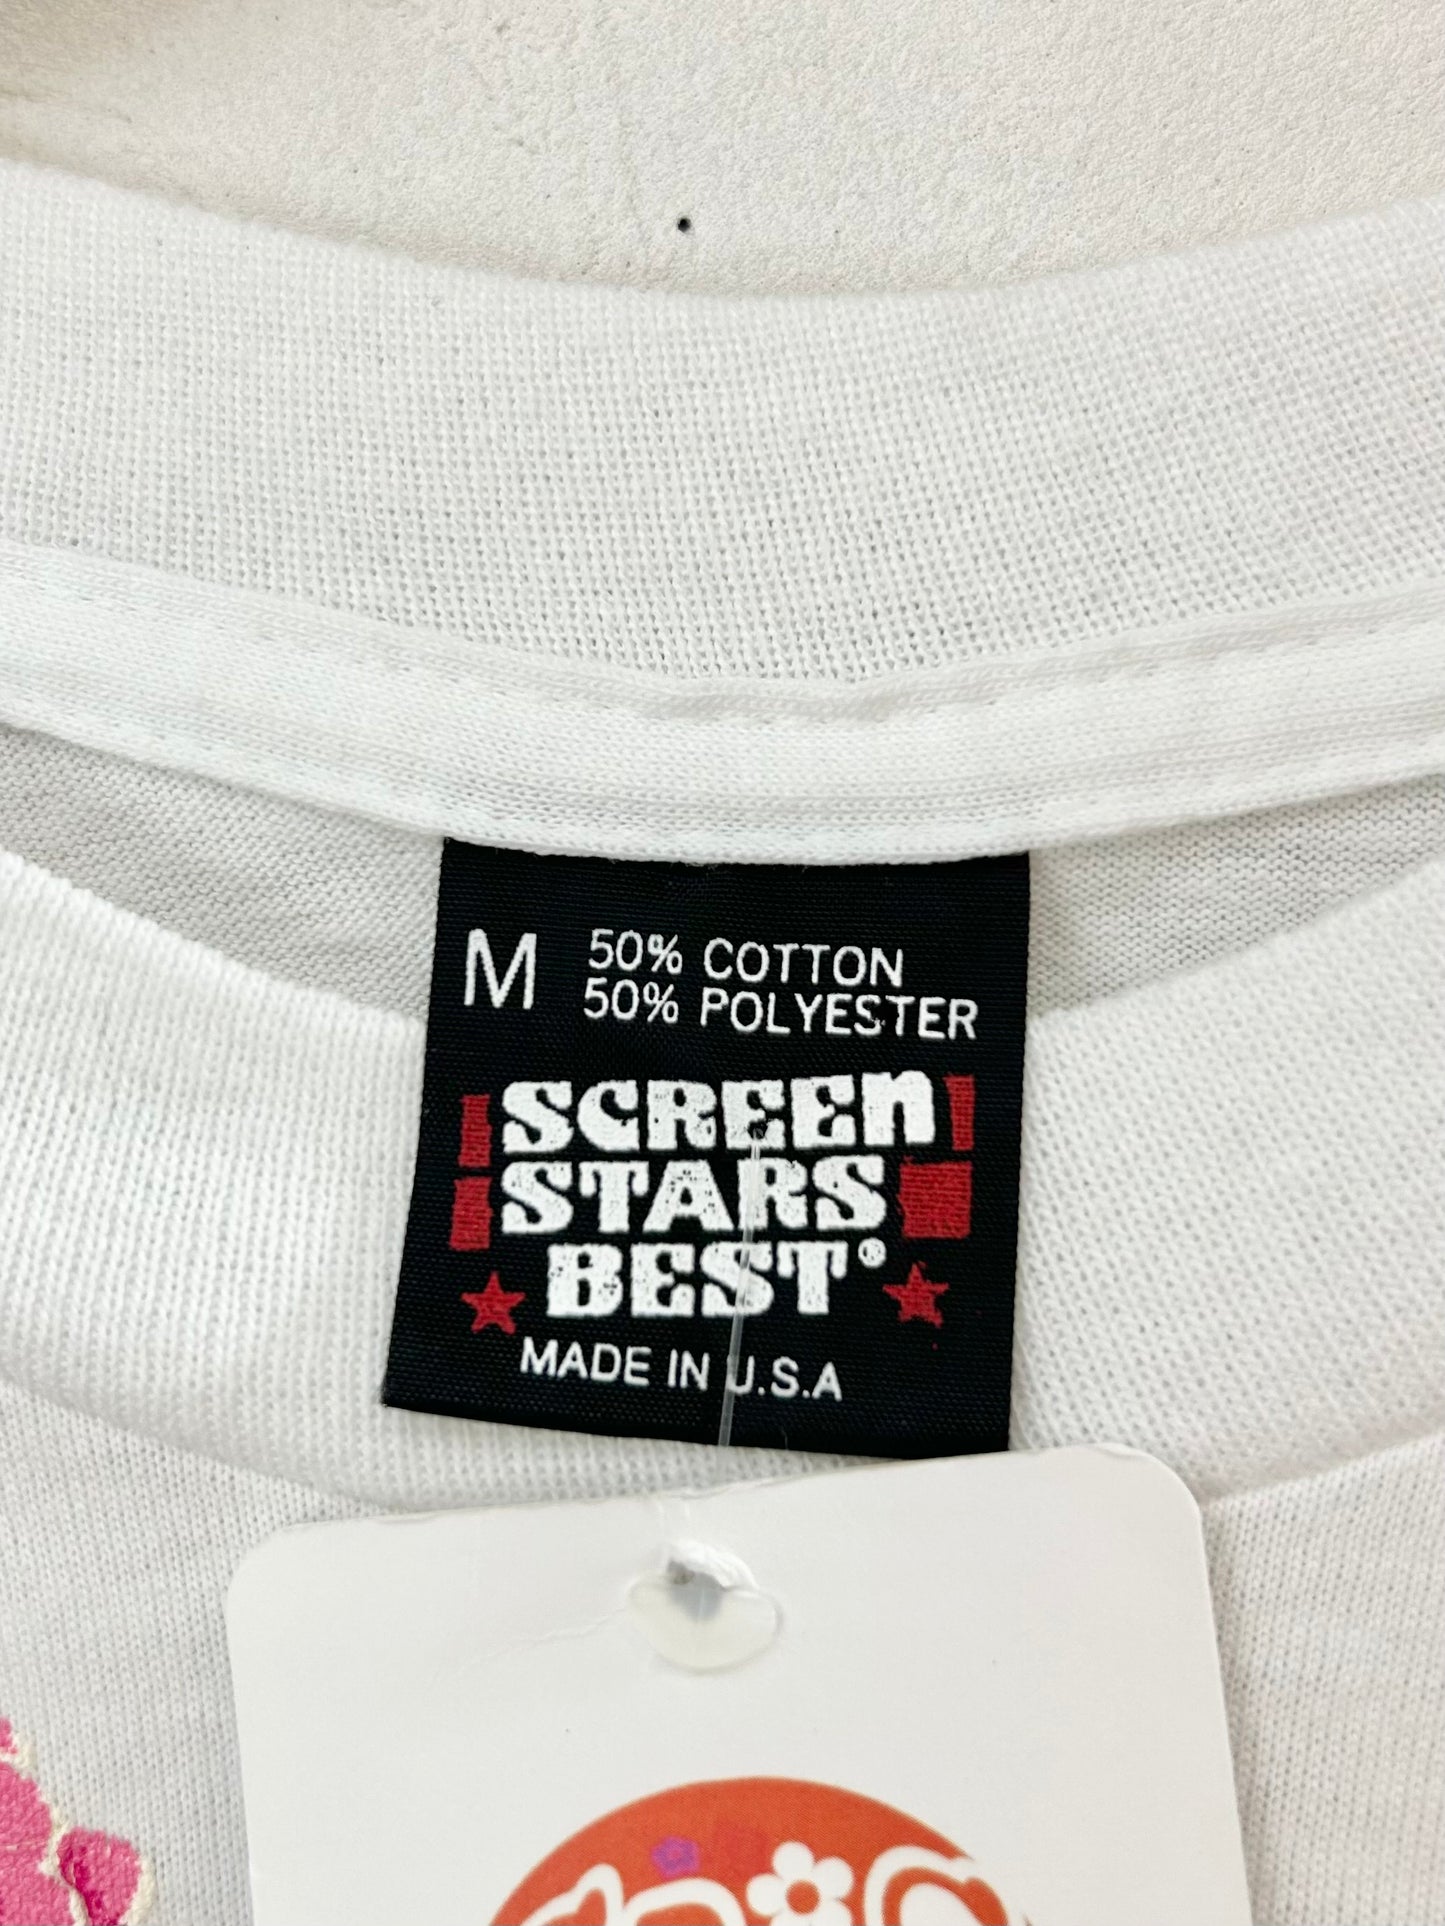 M 50% COTTON
50% POLYESTER
SCREEN
STARS
BEST®
MADE IN U.S.A